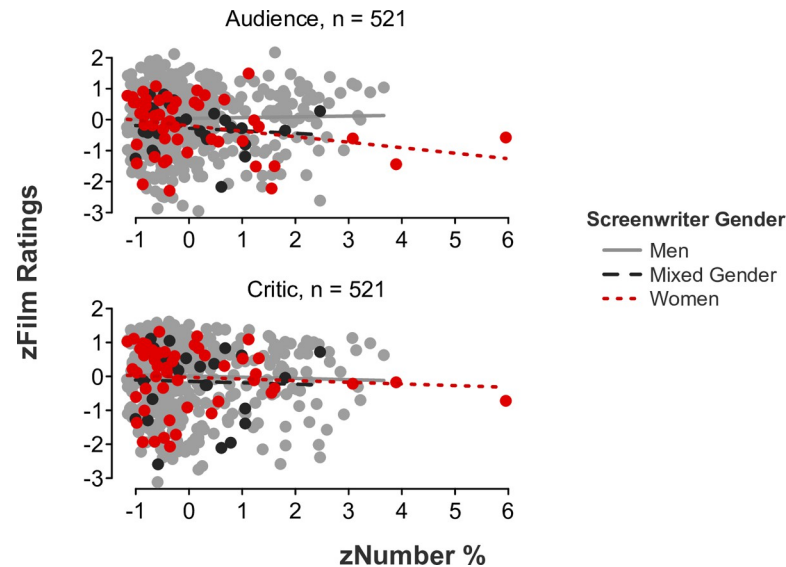 Audience, n = 521
2
1
0
-1
-2
-3
-1 0 1 2 3 4 5 6
Critic, n = 521
2
1
0
-1
-2
-3
-1 0 1 2 3 4 5 6
zFilm Ratings
zNumber %
Screenwriter Gender
Men
Mixed Gender
Women